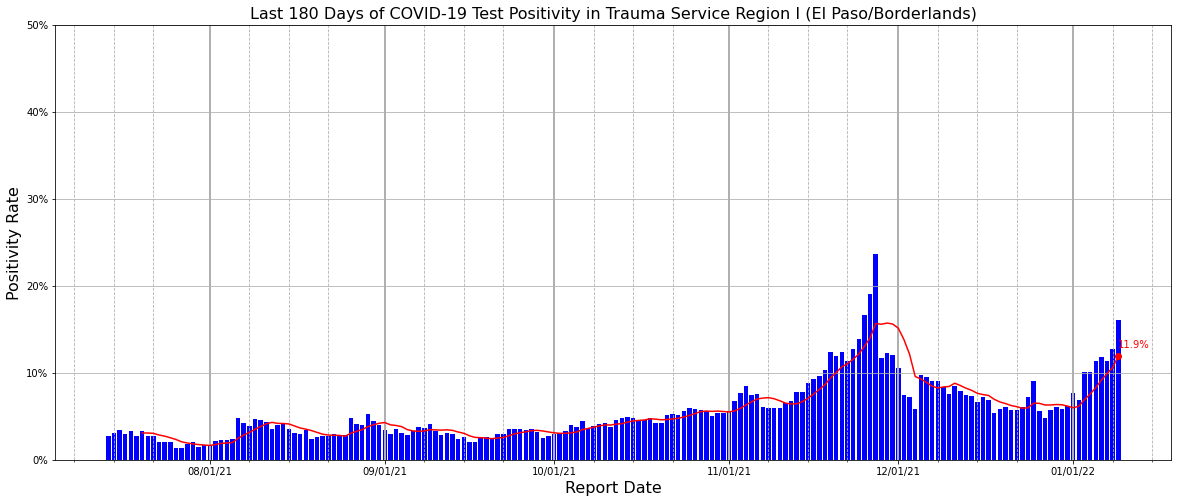 Last 180 Days of COVID-19 Test Positivity in Trauma Service Region I (El Paso/Borderlands)
50%
40%
30%
20%
10%
0%
Positivity Rate
11.9%
08/01/21 09/01/21 10/01/21 11/01/21 12/01/21 01/01/22
Report Date